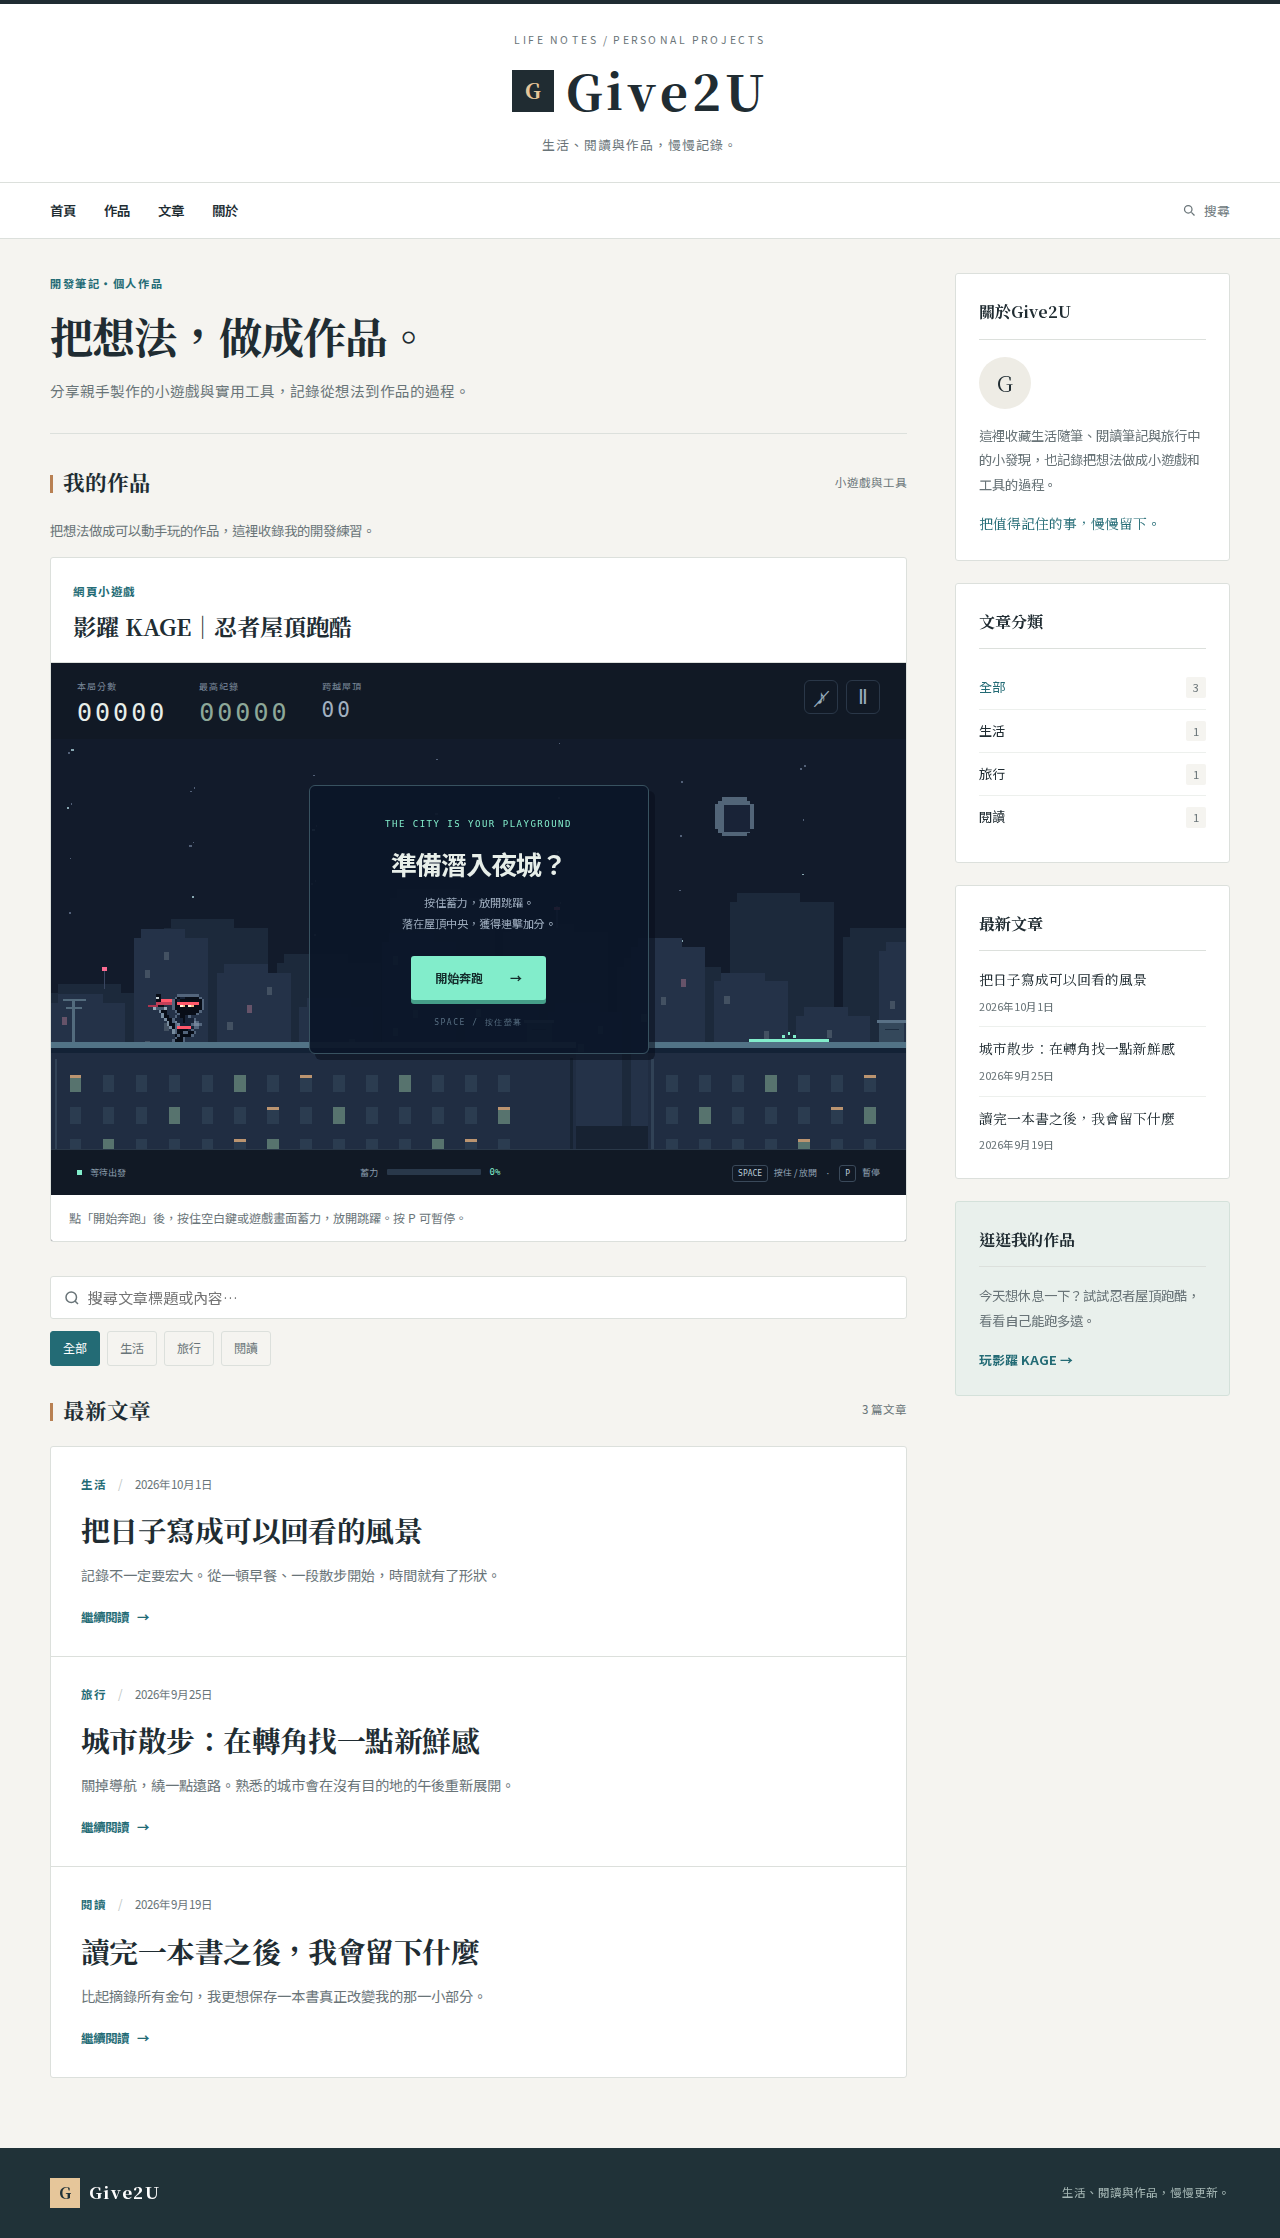 LIFE NOTES / PERSONAL PROJECTS
G Give2U
生活、閱讀與作品，慢慢記錄。
首頁 作品 文章 關於 搜尋
開發筆記・個人作品
把想法，做成作品。
分享親手製作的小遊戲與實用工具，記錄從想法到作品的過程。
我的作品 小遊戲與工具
把想法做成可以動手玩的作品，這裡收錄我的開發練習。
網頁小遊戲
影躍 KAGE｜忍者屋頂跑酷
本局分數 最高紀錄 跨越屋頂
00000 00000 00
THE CITY IS YOUR PLAYGROUND
準備潛入夜城？
按住蓄力，放開跳躍。
落在屋頂中央，獲得連擊加分。
開始奔跑 →
SPACE / 按住螢幕
等待出發 蓄力 0% SPACE 按住 / 放開 · P 暫停
點「開始奔跑」後，按住空白鍵或遊戲畫面蓄力，放開跳躍。按 P 可暫停。
搜尋文章標題或內容…
全部 生活 旅行 閱讀
最新文章 3 篇文章
生活 / 2026年10月1日
把日子寫成可以回看的風景
記錄不一定要宏大。從一頓早餐、一段散步開始，時間就有了形狀。
繼續閱讀 →
旅行 / 2026年9月25日
城市散步：在轉角找一點新鮮感
關掉導航，繞一點遠路。熟悉的城市會在沒有目的地的午後重新展開。
繼續閱讀 →
閱讀 / 2026年9月19日
讀完一本書之後，我會留下什麼
比起摘錄所有金句，我更想保存一本書真正改變我的那一小部分。
繼續閱讀 →
關於Give2U
G
這裡收藏生活隨筆、閱讀筆記與旅行中
的小發現，也記錄把想法做成小遊戲和
工具的過程。
把值得記住的事，慢慢留下。
文章分類
全部 3
生活 1
旅行 1
閱讀 1
最新文章
把日子寫成可以回看的風景
2026年10月1日
城市散步：在轉角找一點新鮮感
2026年9月25日
讀完一本書之後，我會留下什麼
2026年9月19日
逛逛我的作品
今天想休息一下？試試忍者屋頂跑酷，
看看自己能跑多遠。
玩影躍 KAGE →
G Give2U
生活、閱讀與作品，慢慢更新。